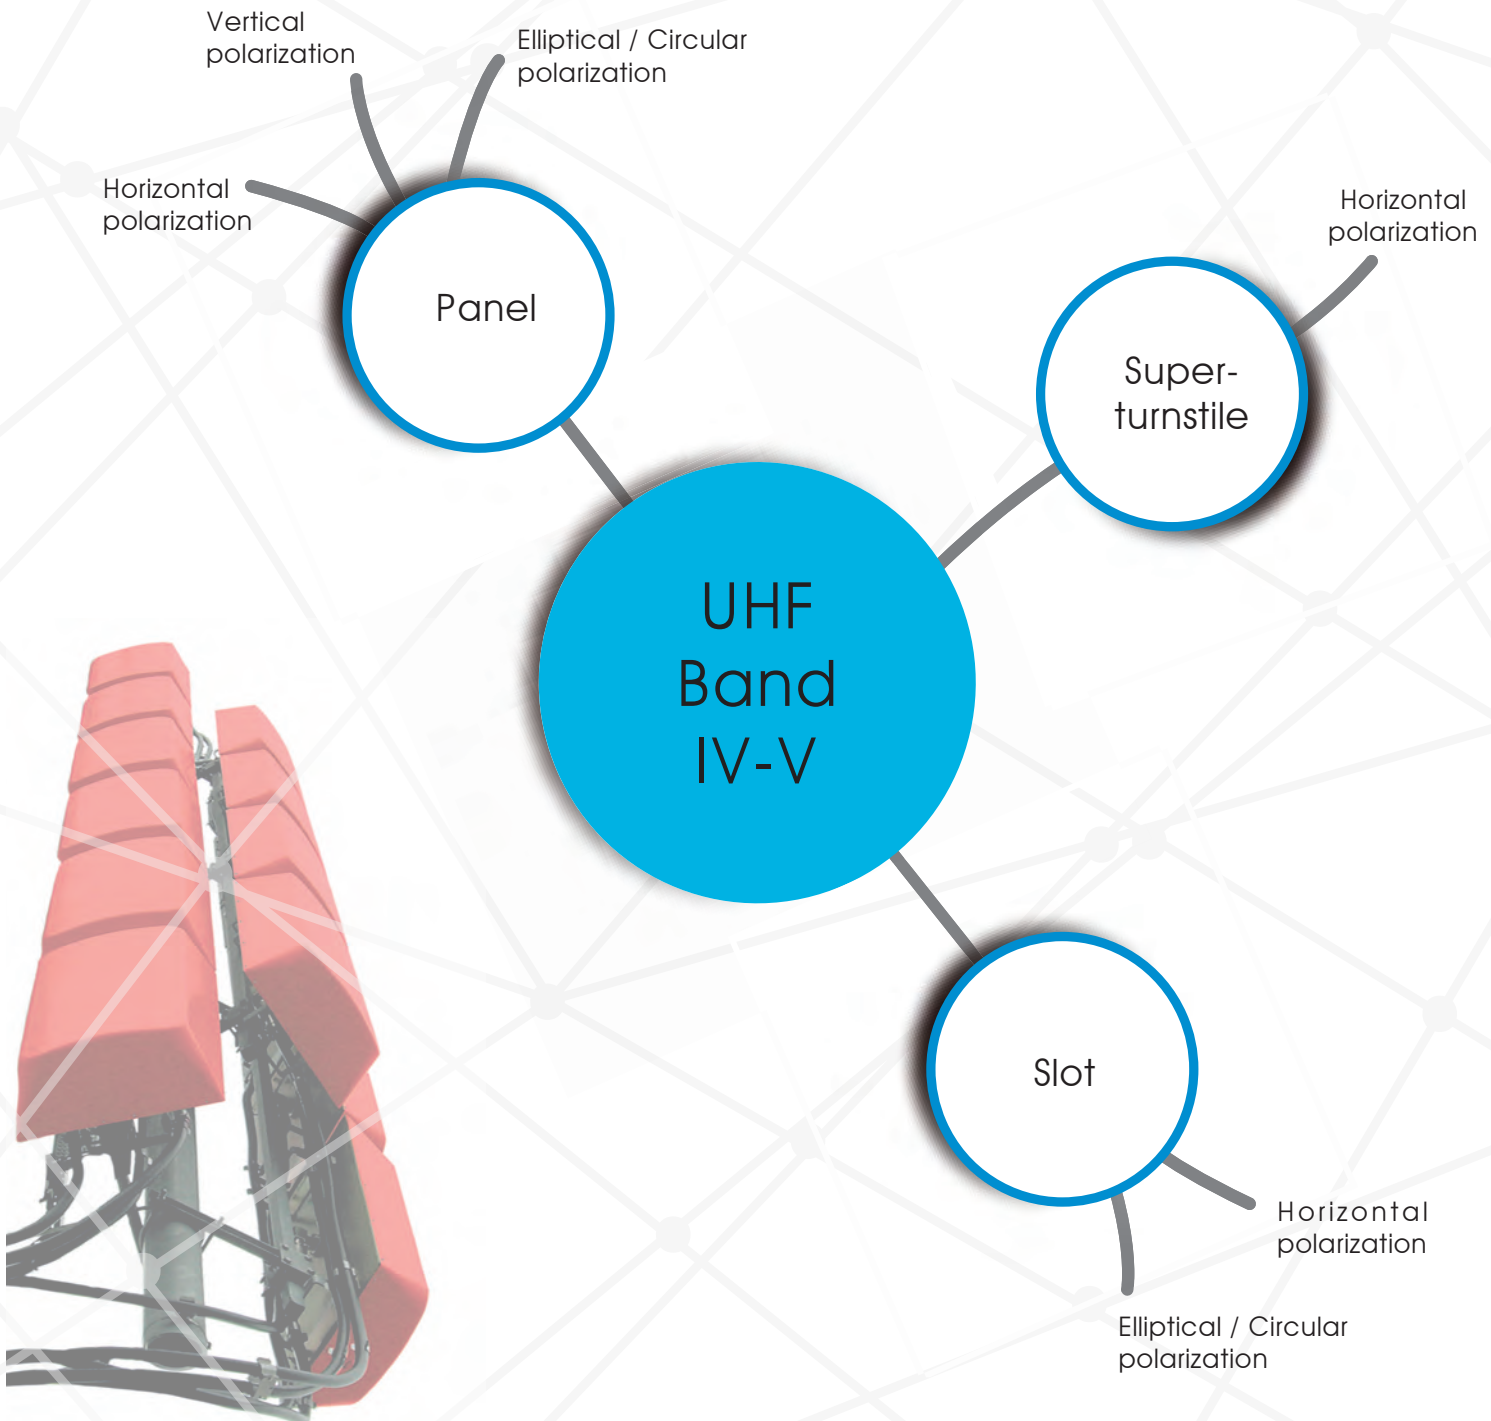 Vertical
polarization
Elliptical / Circular
polarization
Horizontal
polarization
Panel
Horizontal
polarization
Super-
turnstile
UHF
Band
IV-V
Slot
Horizontal
polarization
Elliptical / Circular
polarization